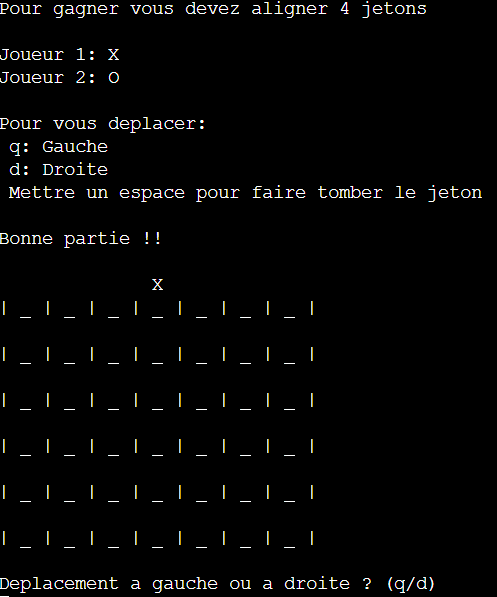 Pour gagner vous devez aligner 4 jetons
Joueur 1: X
Joueur 2: O
Pour vous deplacer:
q: Gauche
d: Droite
Mettre un espace pour faire tomber le jeton
Bonne partie !!
X
| _ | _ | _ | _ | _ | _ | _ |
| _ | _ | _ | _ | _ | _ | _ |
| _ | _ | _ | _ | _ | _ | _ |
| _ | _ | _ | _ | _ | _ | _ |
| _ | _ | _ | _ | _ | _ | _ |
| _ | _ | _ | _ | _ | _ | _ |
Deplacement a gauche ou a droite ? (q/d)